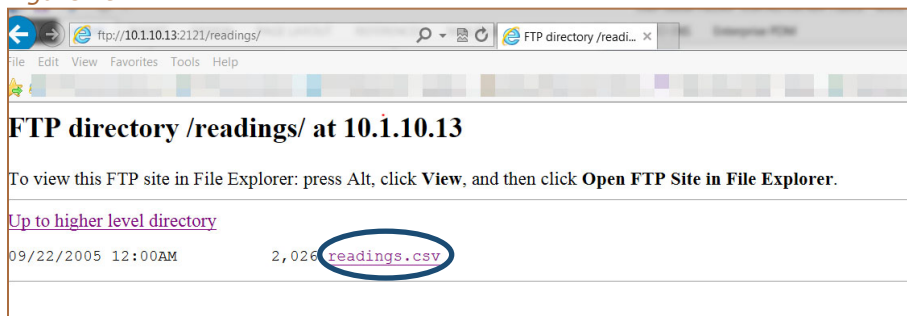 ftp://10.1.10.13:2121/readings/
FTP directory /readi...
File Edit View Favorites Tools Help
FTP directory /readings/ at 10.1.10.13
To view this FTP site in File Explorer: press Alt, click View, and then click Open FTP Site in File Explorer.
Up to higher level directory
09/22/2005 12:00AM 2,026 readings.csv